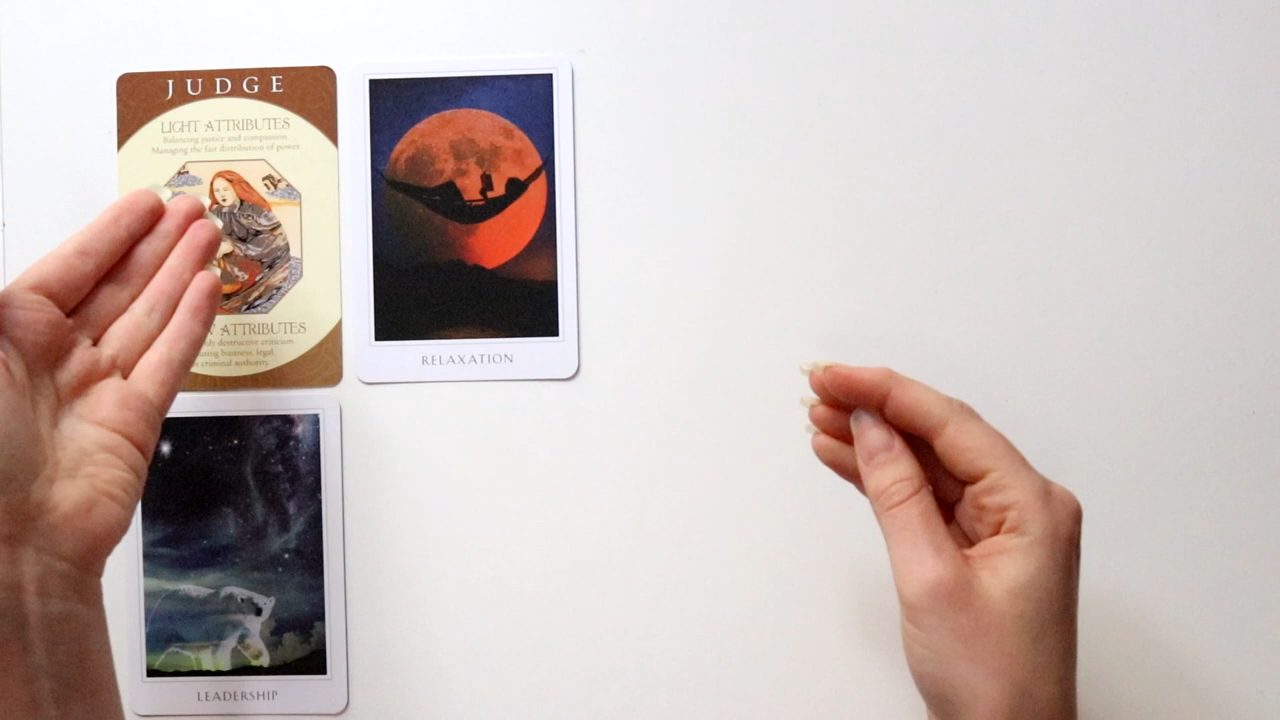 JUDGE
LIGHT ATTRIBUTES
Balancing justice and compassion.
Managing the fair distribution of power.
ATTRIBUTES
destructive criticism.
business, legal,
criminal authority.
RELAXATION
LEADERSHIP